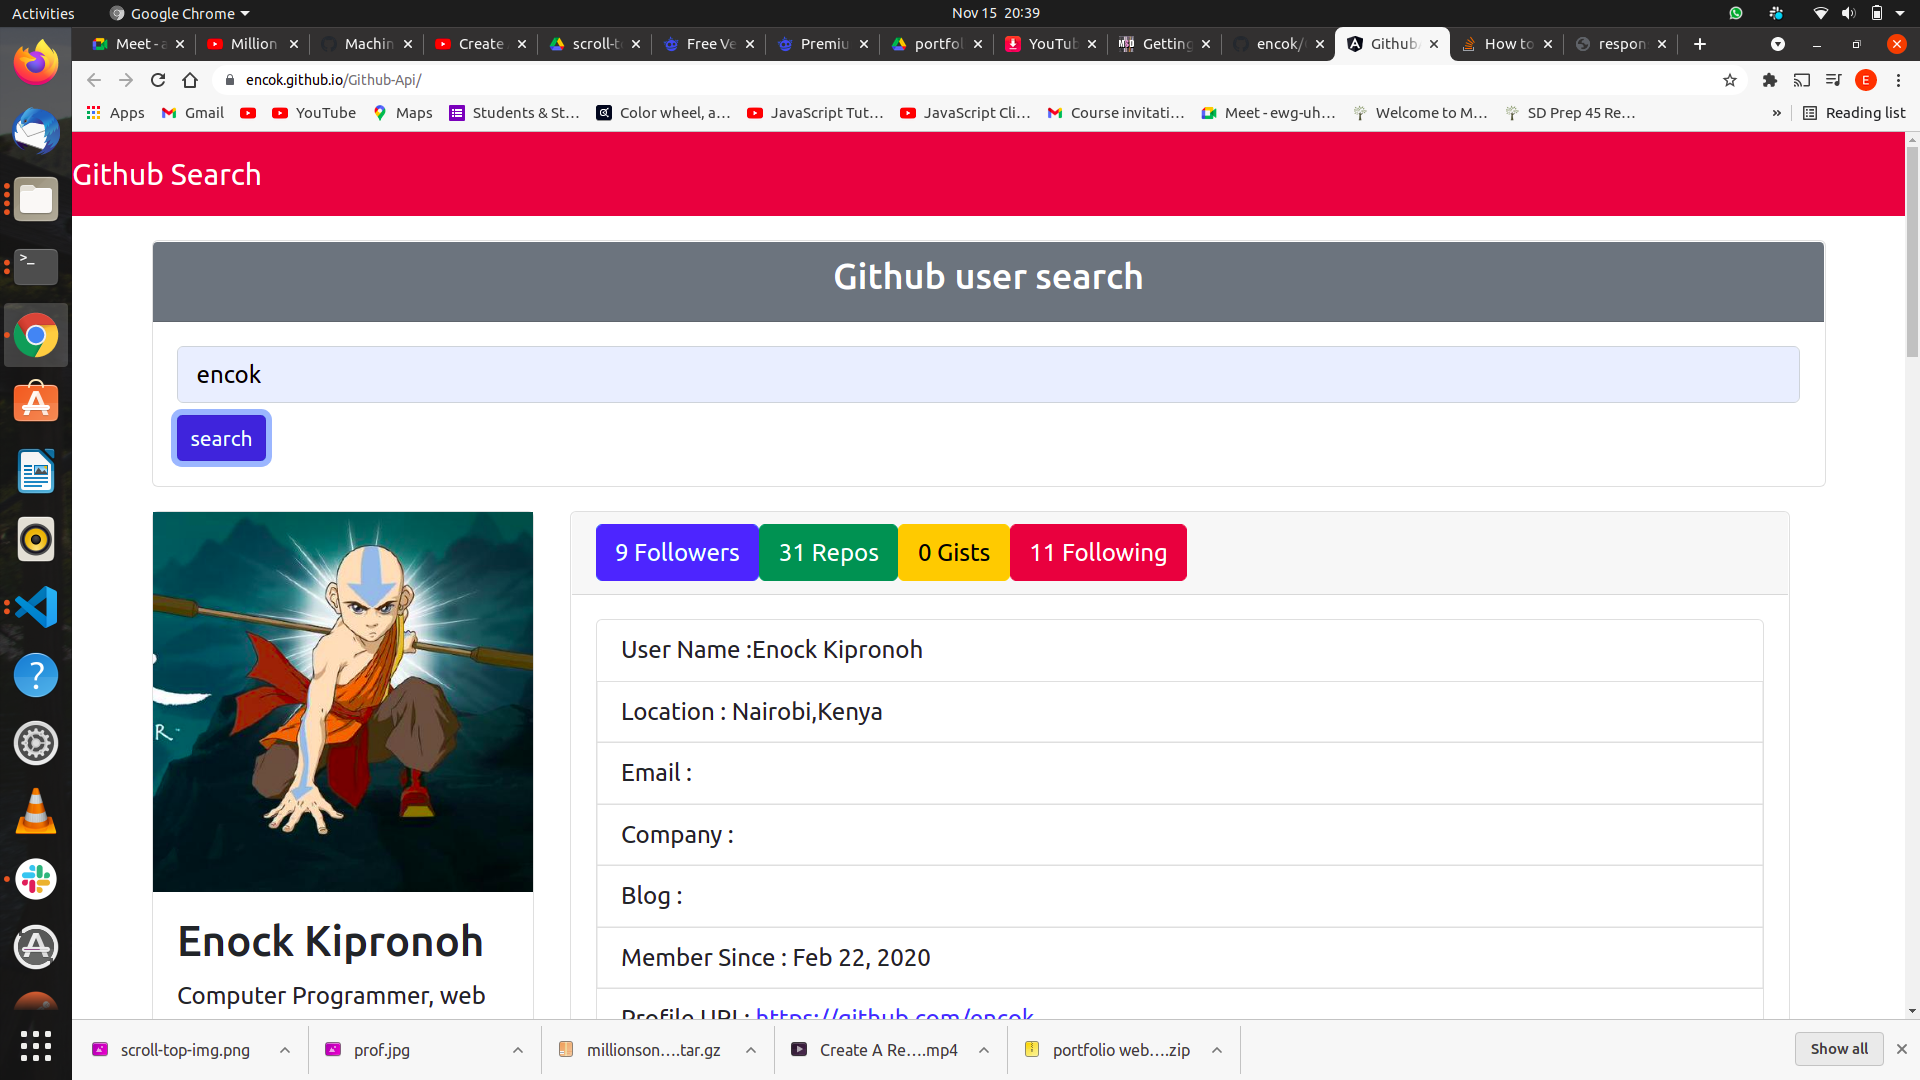 Activities Google Chrome Nov 15 20:39
Meet - a Million Machin Create A scroll-to Free Ve Premiu portfol YouTub Getting encok/ Github How to respon
encok.github.io/Github-Api/
Apps Gmail YouTube Maps Students & St... Color wheel, a... JavaScript Tut... JavaScript Cli... Course invitati... Meet - ewg-uh... Welcome to M... SD Prep 45 Re... » Reading list
Github Search
Github user search
encok
search
9 Followers 31 Repos 0 Gists 11 Following
User Name :Enock Kipronoh
Location : Nairobi,Kenya
Email :
Company :
Blog :
Member Since : Feb 22, 2020
Profile URL: https://github.com/encok
Enock Kipronoh
Computer Programmer, web
scroll-top-img.png prof.jpg millionson....tar.gz Create A Re....mp4 portfolio web....zip Show all